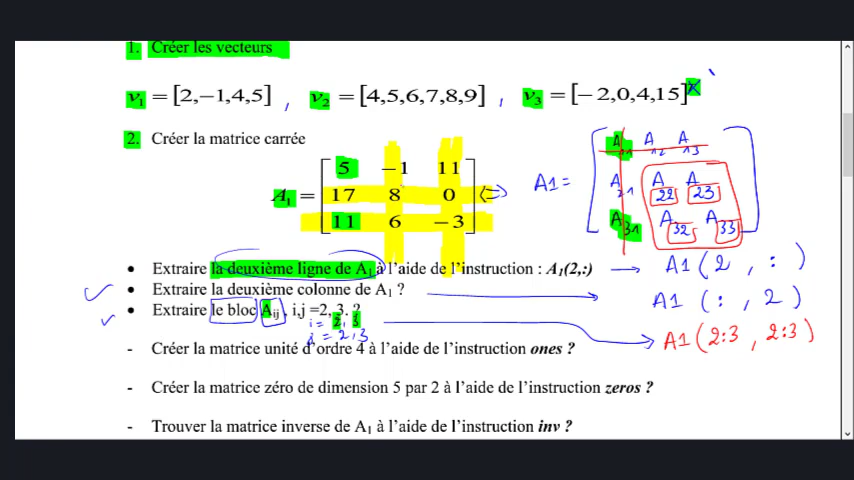 1. Créer les vecteurs
v₁ = [2,−1,4,5] , v₂ = [4,5,6,7,8,9] , v₃ = [−2,0,4,15]
2. Créer la matrice carrée
A₁ =
5 −1 11
17 8 0
11 6 −3
A1 =
A A₁₂ A₁₃
A₂₁ A₂₂ A₂₃
A₃₁ A₃₂ A₃₃
• Extraire la deuxième ligne de A₁ à l'aide de l'instruction : A₁(2,:) → A1(2 , : )
• Extraire la deuxième colonne de A₁ ? → A1( : , 2 )
• Extraire le bloc Aij , i,j =2, 3. ? → A1(2:3 , 2:3)
i = 2, 3
j = 2,3
- Créer la matrice unité d'ordre 4 à l'aide de l'instruction ones ?
- Créer la matrice zéro de dimension 5 par 2 à l'aide de l'instruction zeros ?
- Trouver la matrice inverse de A₁ à l'aide de l'instruction inv ?